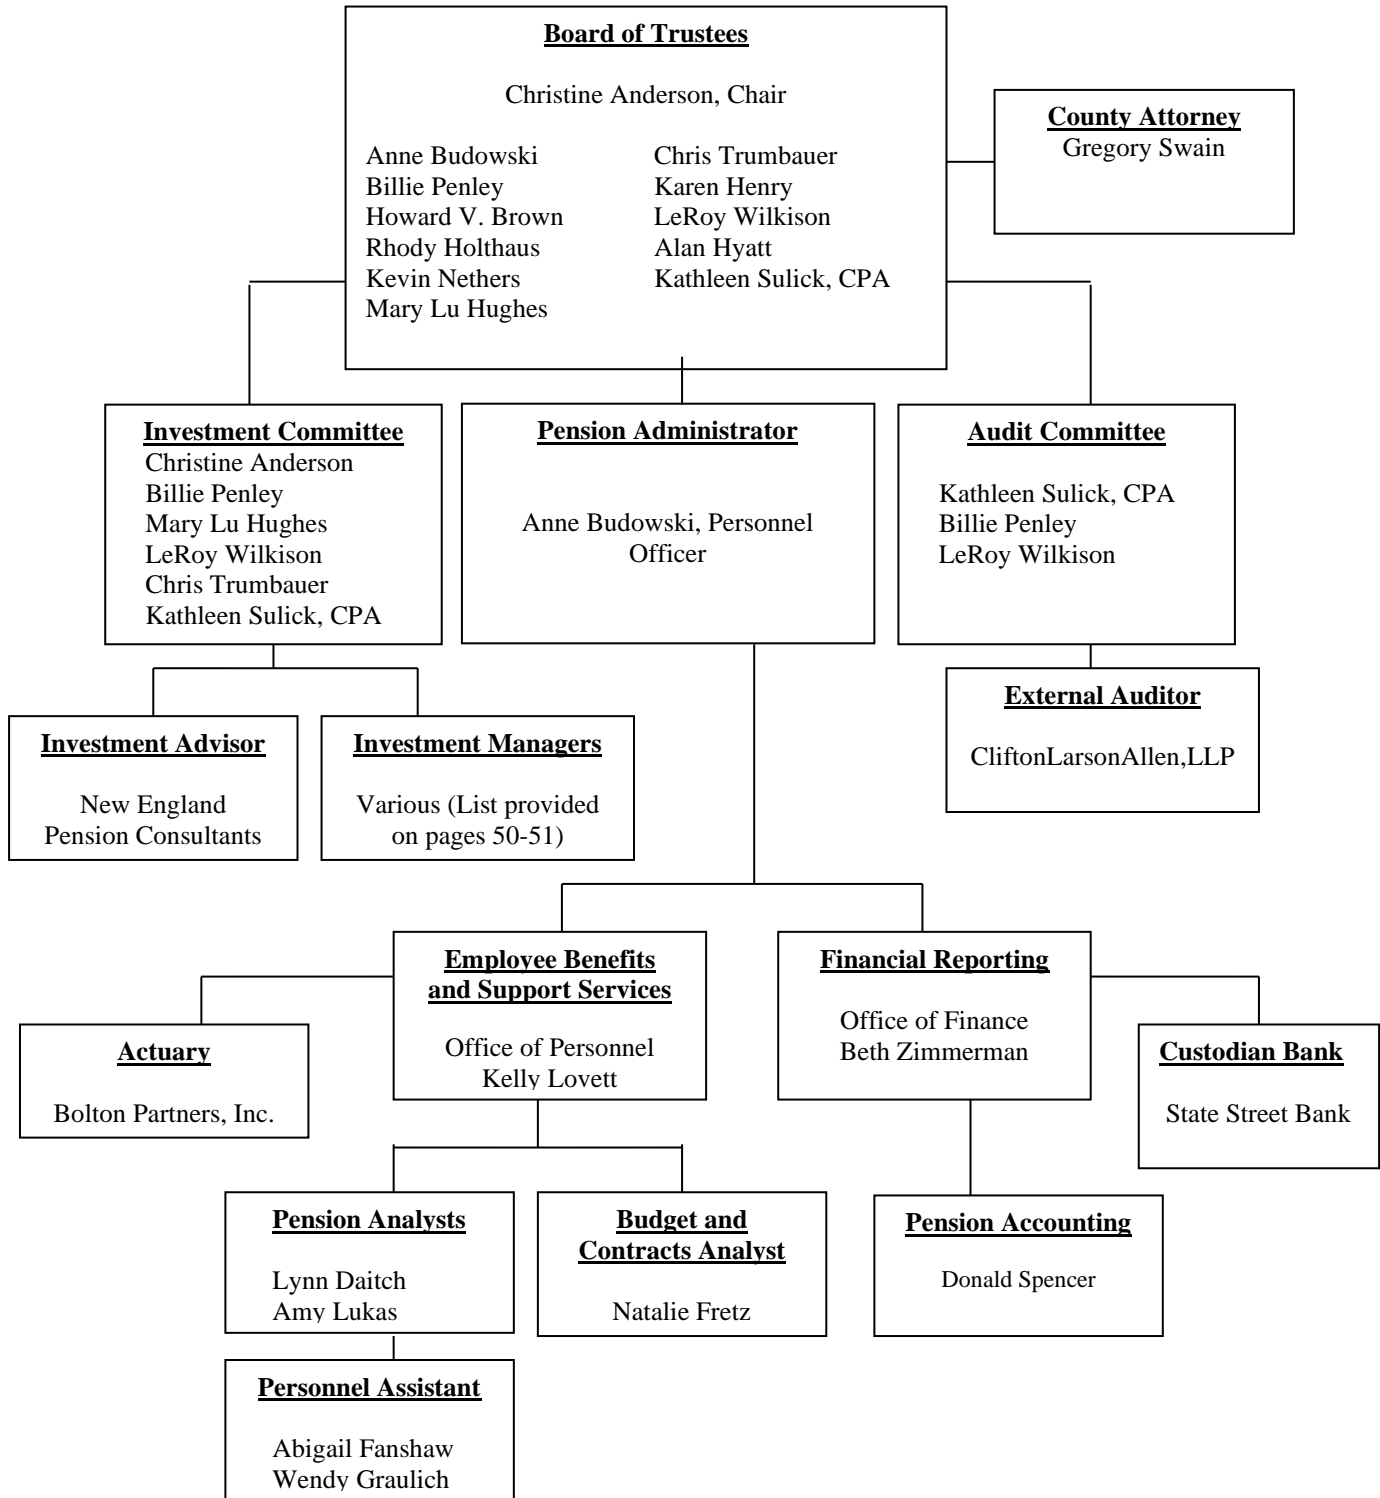 Board of Trustees
Christine Anderson, Chair
Anne Budowski
Billie Penley
Howard V. Brown
Rhody Holthaus
Kevin Nethers
Mary Lu Hughes
Chris Trumbauer
Karen Henry
LeRoy Wilkison
Alan Hyatt
Kathleen Sulick, CPA
County Attorney
Gregory Swain
Investment Committee
Christine Anderson
Billie Penley
Mary Lu Hughes
LeRoy Wilkison
Chris Trumbauer
Kathleen Sulick, CPA
Pension Administrator
Anne Budowski, Personnel
Officer
Audit Committee
Kathleen Sulick, CPA
Billie Penley
LeRoy Wilkison
Investment Advisor
New England
Pension Consultants
Investment Managers
Various (List provided
on pages 50-51)
External Auditor
CliftonLarsonAllen,LLP
Employee Benefits
and Support Services
Office of Personnel
Kelly Lovett
Financial Reporting
Office of Finance
Beth Zimmerman
Actuary
Bolton Partners, Inc.
Custodian Bank
State Street Bank
Pension Analysts
Lynn Daitch
Amy Lukas
Budget and
Contracts Analyst
Natalie Fretz
Pension Accounting
Donald Spencer
Personnel Assistant
Abigail Fanshaw
Wendy Graulich